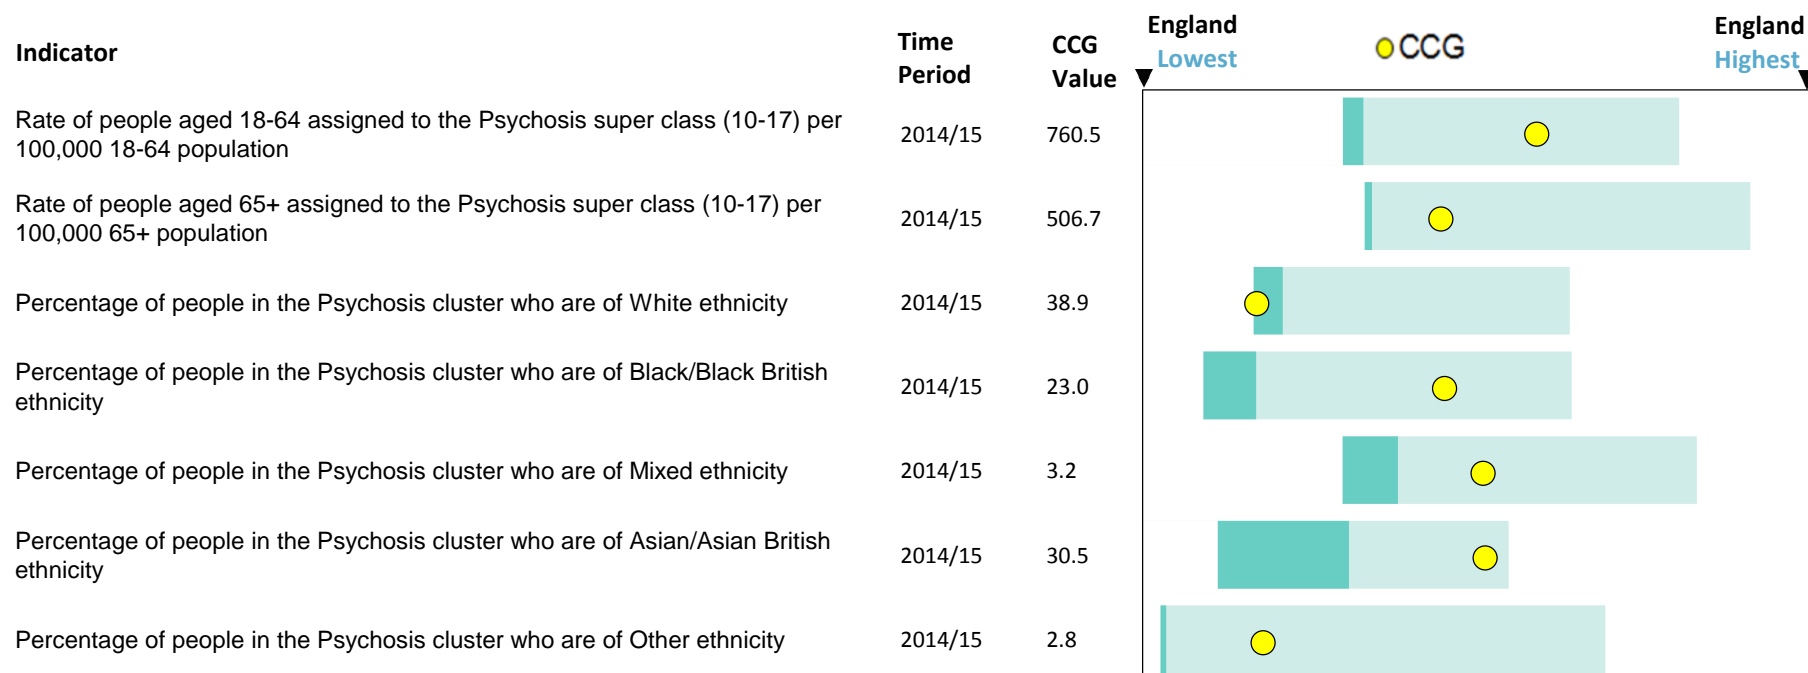 Indicator
Time
Period
CCG
Value
England
Lowest
CCG
England
Highest
Rate of people aged 18-64 assigned to the Psychosis super class (10-17) per
100,000 18-64 population
2014/15
760.5
Rate of people aged 65+ assigned to the Psychosis super class (10-17) per
100,000 65+ population
2014/15
506.7
Percentage of people in the Psychosis cluster who are of White ethnicity
2014/15
38.9
Percentage of people in the Psychosis cluster who are of Black/Black British
ethnicity
2014/15
23.0
Percentage of people in the Psychosis cluster who are of Mixed ethnicity
2014/15
3.2
Percentage of people in the Psychosis cluster who are of Asian/Asian British
ethnicity
2014/15
30.5
Percentage of people in the Psychosis cluster who are of Other ethnicity
2014/15
2.8